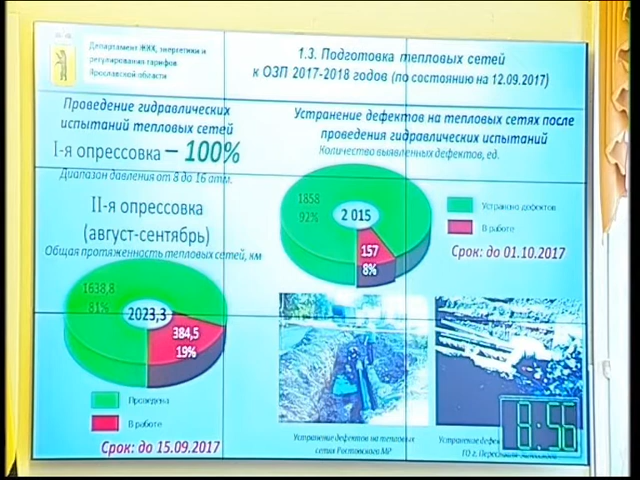 Департамент ЖКХ, энергетики и
регулирования тарифов
Ярославской области
1.3. Подготовка тепловых сетей
к ОЗП 2017-2018 годов (по состоянию на 12.09.2017)
Проведение гидравлических
испытаний тепловых сетей
I-я опрессовка – 100%
Диапазон давления от 8 до 16 атм.
II-я опрессовка
(август-сентябрь)
Общая протяженность тепловых сетей, км
1638,8
81%
2023,3
384,5
19%
Проведена
В работе
Срок: до 15.09.2017
Устранение дефектов на тепловых сетях после
проведения гидравлических испытаний
Количество выявленных дефектов, ед.
1858
92%
2 015
157
8%
Устранено дефектов
В работе
Срок: до 01.10.2017
Устранение дефектов на тепловых
сетях Ростовского МР
Устранение
ГО г.
8:56